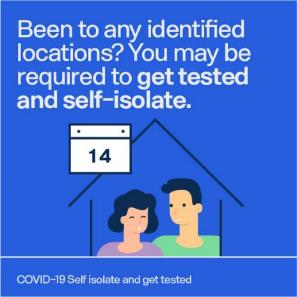 Been to any identified
locations? You may be
required to get tested
and self-isolate.
14
COVID-19 Self isolate and get tested